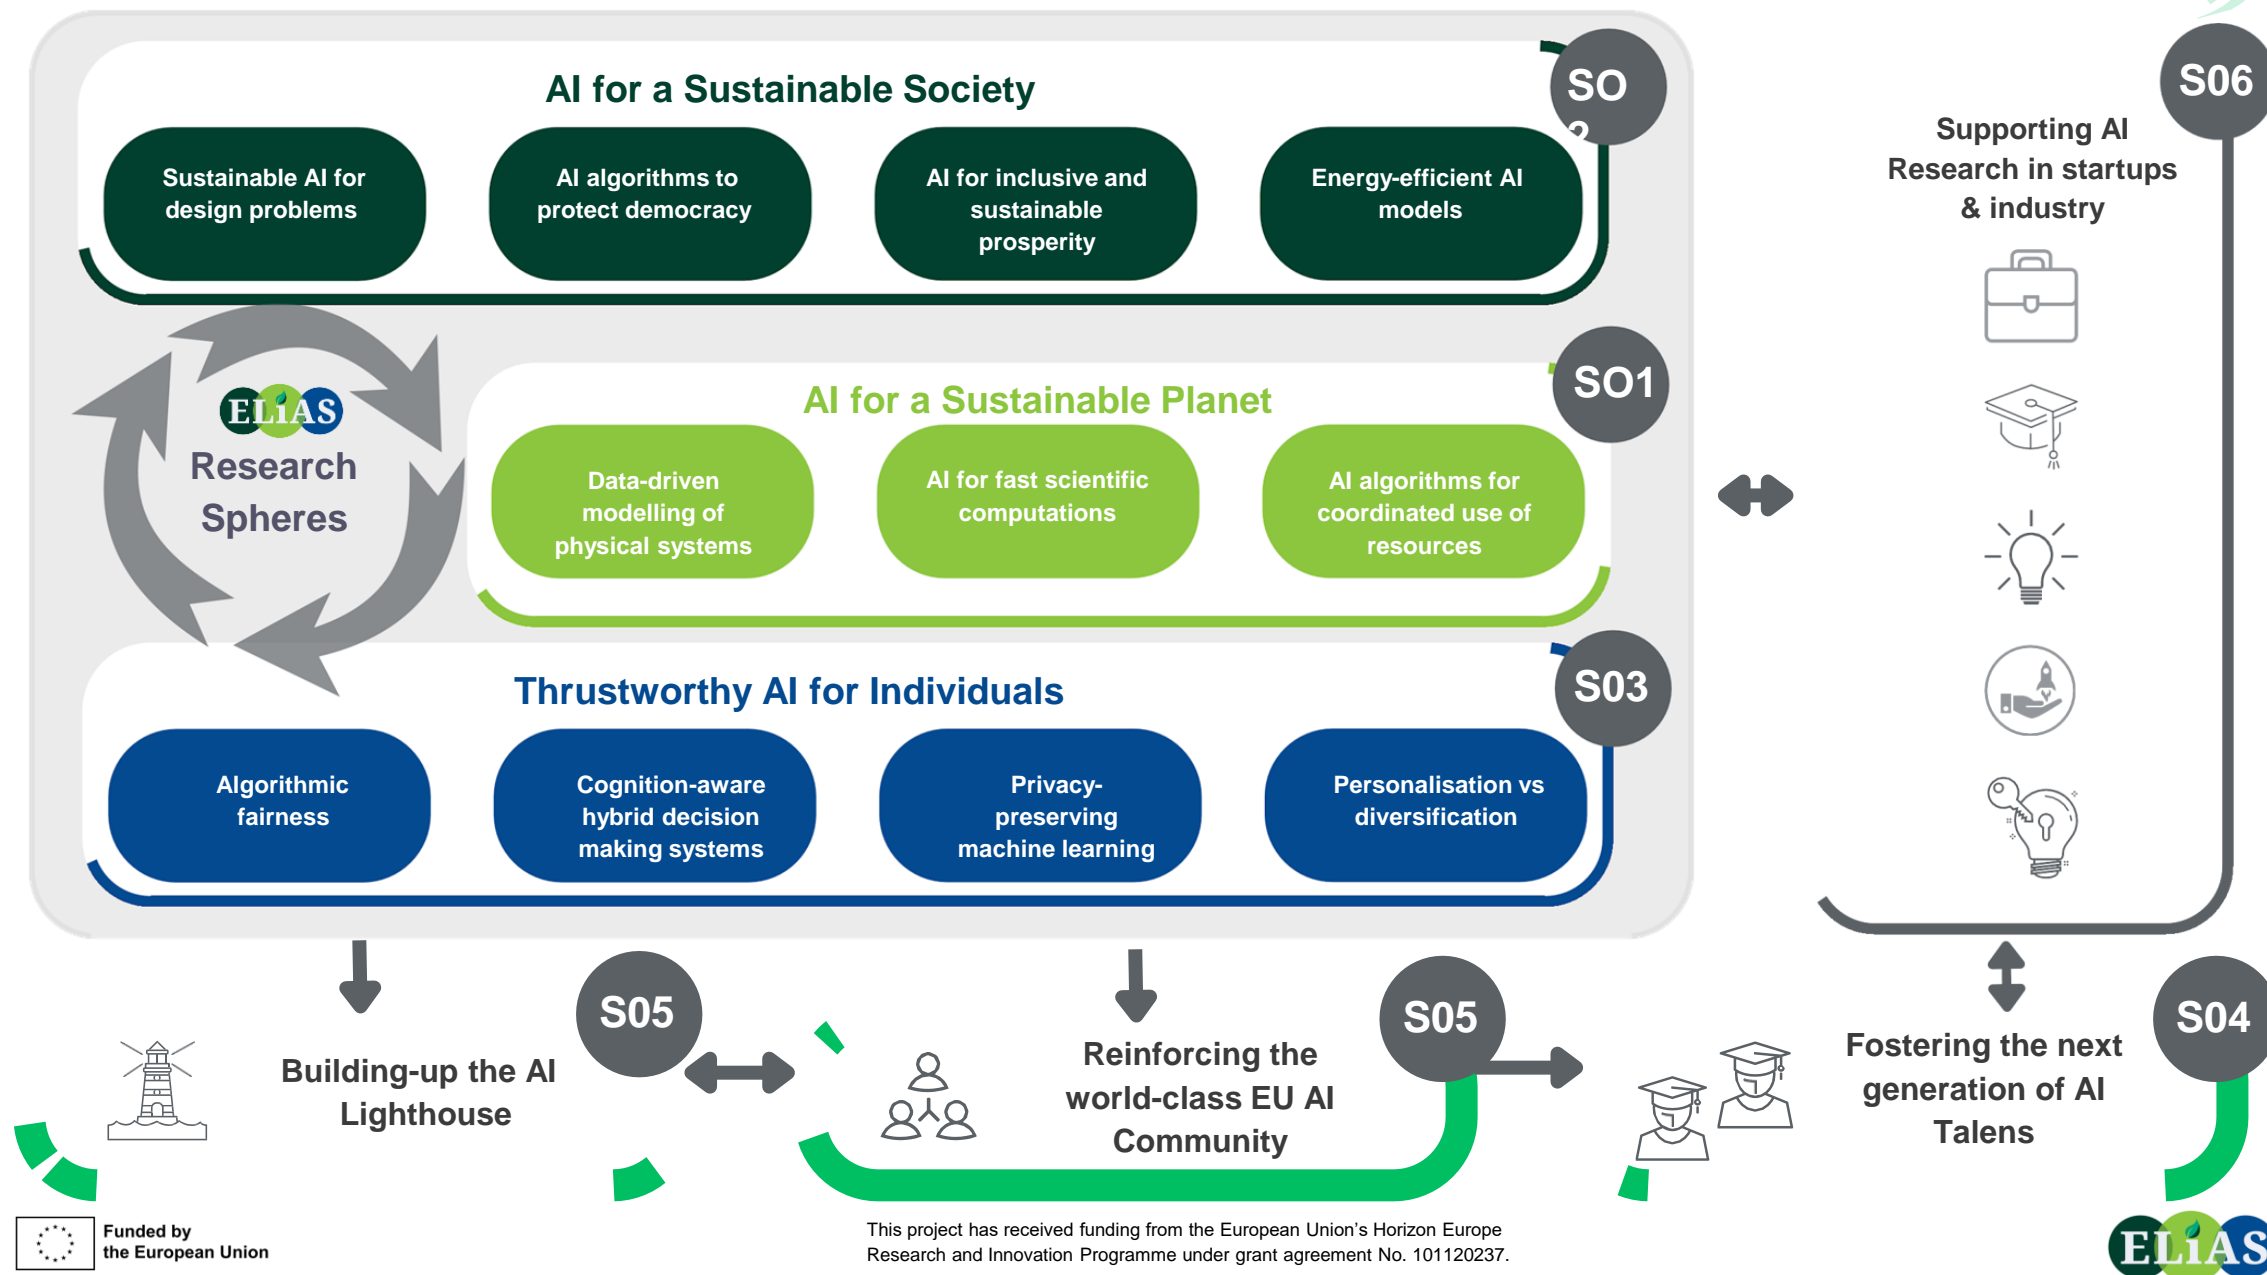 AI for a Sustainable Society
SO
2
Sustainable AI for
design problems
AI algorithms to
protect democracy
AI for inclusive and
sustainable
prosperity
Energy-efficient AI
models
ELiAS
Research
Spheres
AI for a Sustainable Planet
SO1
Data-driven
modelling of
physical systems
AI for fast scientific
computations
AI algorithms for
coordinated use of
resources
Thrustworthy AI for Individuals
S03
Algorithmic
fairness
Cognition-aware
hybrid decision
making systems
Privacy-
preserving
machine learning
Personalisation vs
diversification
S06
Supporting AI
Research in startups
& industry
S05
Building-up the AI
Lighthouse
S05
Reinforcing the
world-class EU AI
Community
S04
Fostering the next
generation of AI
Talens
Funded by
the European Union
This project has received funding from the European Union’s Horizon Europe
Research and Innovation Programme under grant agreement No. 101120237.
ELiAS